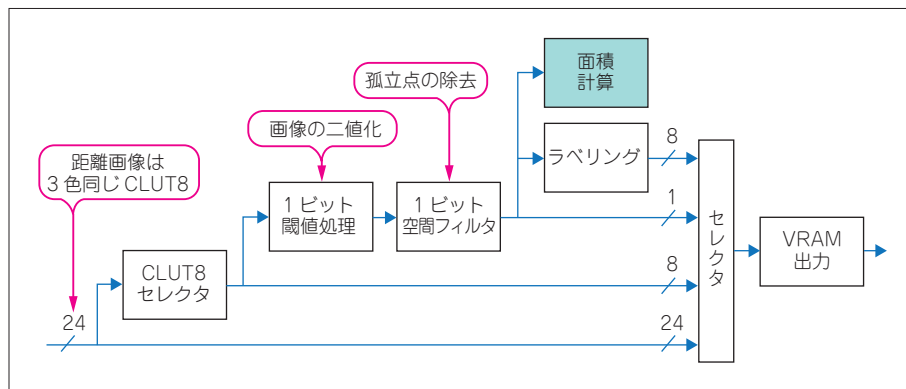 面積
計算
孤立点の除去
画像の二値化
ラベリング
8
距離画像は
3色同じCLUT8
1ビット
閾値処理
1ビット
空間フィルタ
1
セレクタ
VRAM
出力
CLUT8
セレクタ
8
24
24